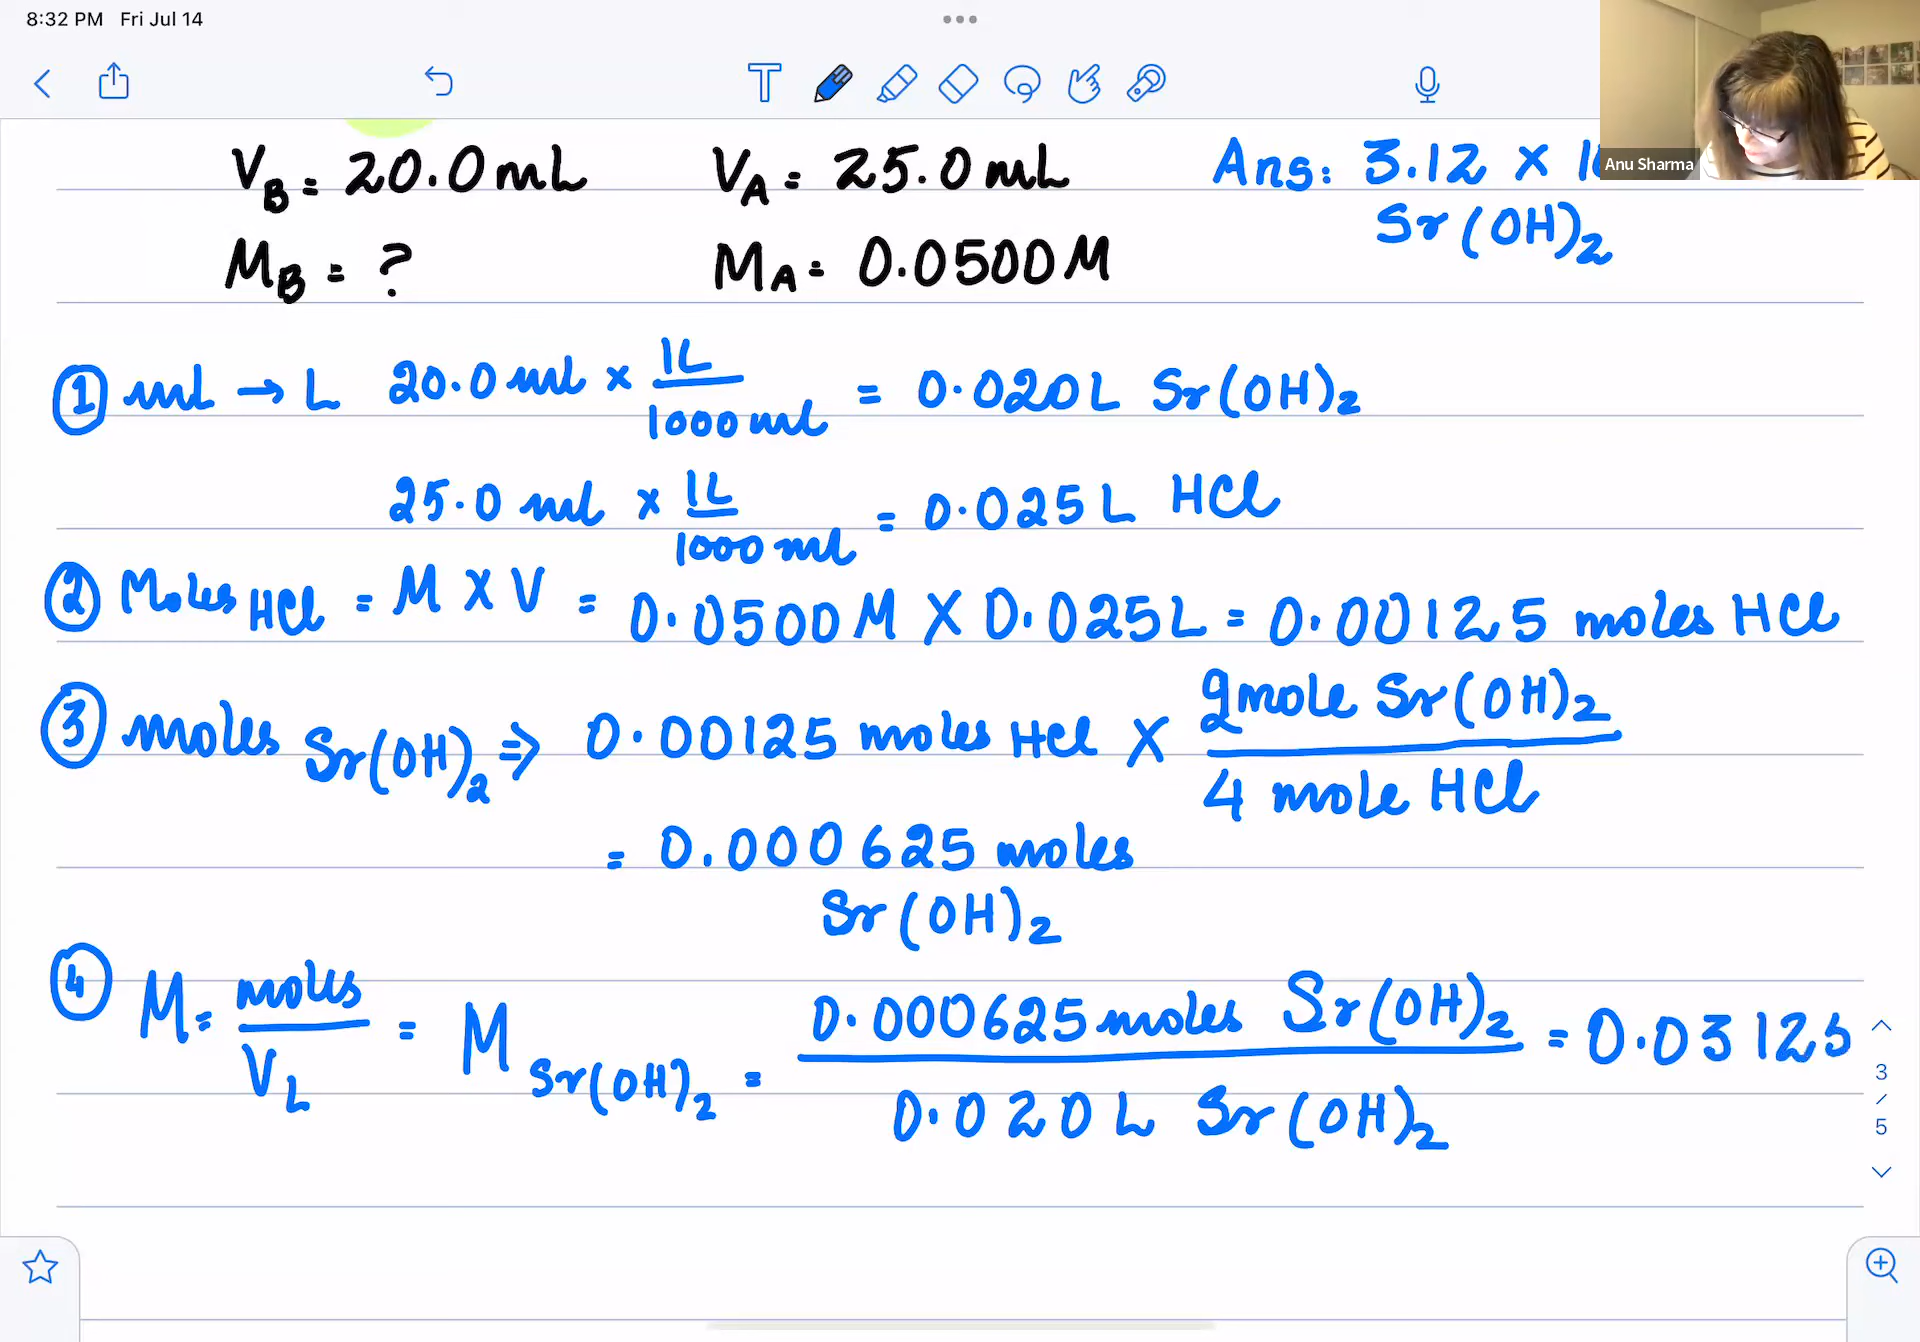 8:32 PM Fri Jul 14
Anu Sharma
V_B = 20.0 mL V_A = 25.0 mL Ans: 3.12 x
Sr(OH)₂
M_B = ? M_A = 0.0500 M
① ml → L 20.0 ml x 1L / 1000 ml = 0.020L Sr(OH)₂
25.0 ml x 1L / 1000 ml = 0.025L HCl
② Moles HCl = M X V = 0.0500 M X 0.025L = 0.00125 moles HCl
③ moles Sr(OH)₂ ⇒ 0.00125 moles HCl X 2 mole Sr(OH)₂ / 4 mole HCl
= 0.000625 moles
Sr(OH)₂
④ M = moles / V_L = M Sr(OH)₂ = 0.000625 moles Sr(OH)₂ / 0.020 L Sr(OH)₂ = 0.03125
3 / 5